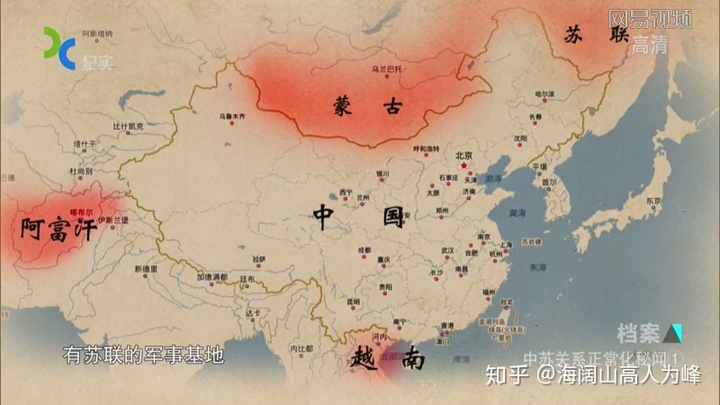 网易视频
高清
纪实
阿斯塔纳
苏联
乌兰巴托
蒙古
哈尔滨
长春
乌鲁木齐
比什凯克
塔什干
沈阳
呼和浩特
北京
杜尚别
平壤
银川
石家庄
天津
渤海
首尔
太原
济南
西宁
兰州
东京
喀布尔
伊斯兰堡
阿富汗
中国
郑州
黄海
南京
合肥
上海
苏岩礁
成都
武汉
杭州
拉萨
重庆
东海
新德里
加德满都
廷布
长沙
南昌
贵阳
福州
昆明
台北
达卡
南宁
香港
澳门
彭湖列岛
河内
内比都
越南
南海
有苏联的军事基地
档案
中苏关系正常化秘闻(1)
知乎 @海阔山高人为峰